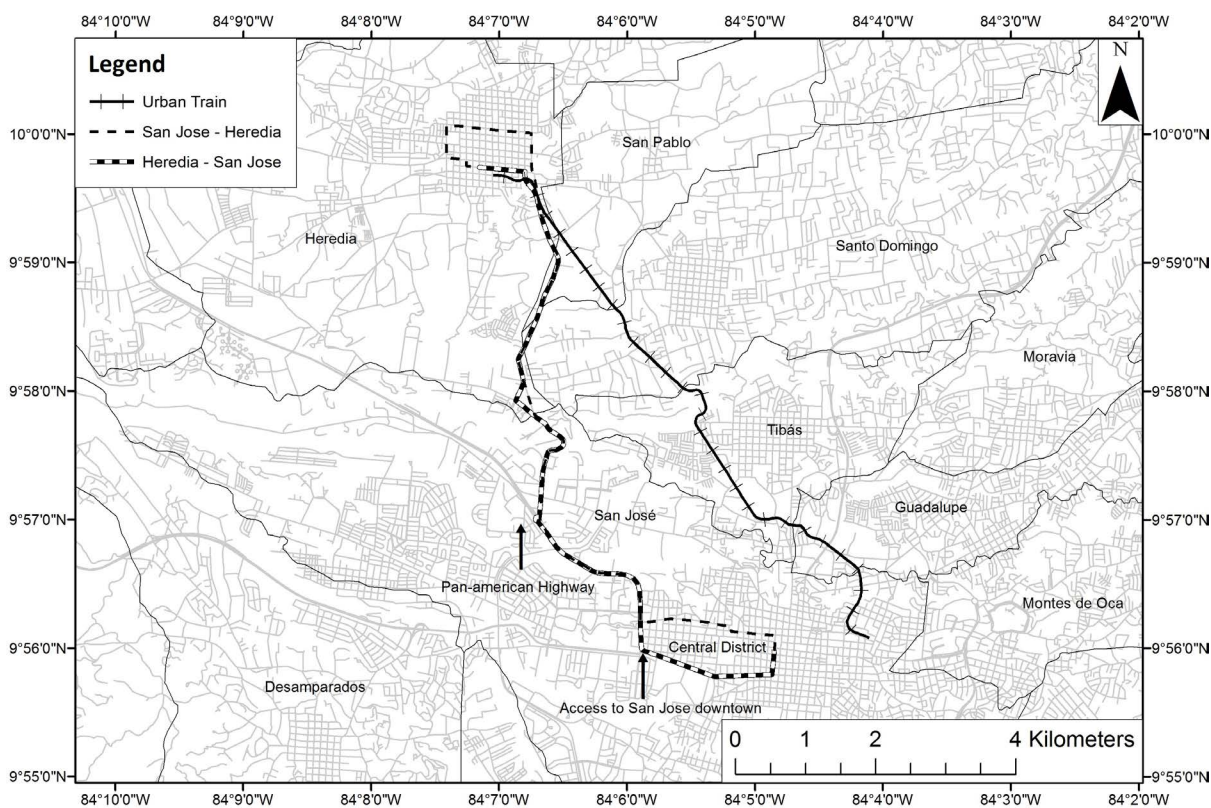 84°10'0"W 84°9'0"W 84°8'0"W 84°7'0"W 84°6'0"W 84°5'0"W 84°4'0"W 84°3'0"W 84°2'0"W
Legend
Urban Train
San Jose - Heredia
Heredia - San Jose
N
10°0'0"N
10°0'0"N
San Pablo
Heredia
Santo Domingo
9°59'0"N
9°59'0"N
Moravia
9°58'0"N
9°58'0"N
Tibás
Guadalupe
San José
9°57'0"N
9°57'0"N
Pan-american Highway
Montes de Oca
Central District
9°56'0"N
9°56'0"N
Desamparados
Access to San Jose downtown
0 1 2 4 Kilometers
9°55'0"N
9°55'0"N
84°10'0"W 84°9'0"W 84°8'0"W 84°7'0"W 84°6'0"W 84°5'0"W 84°4'0"W 84°3'0"W 84°2'0"W